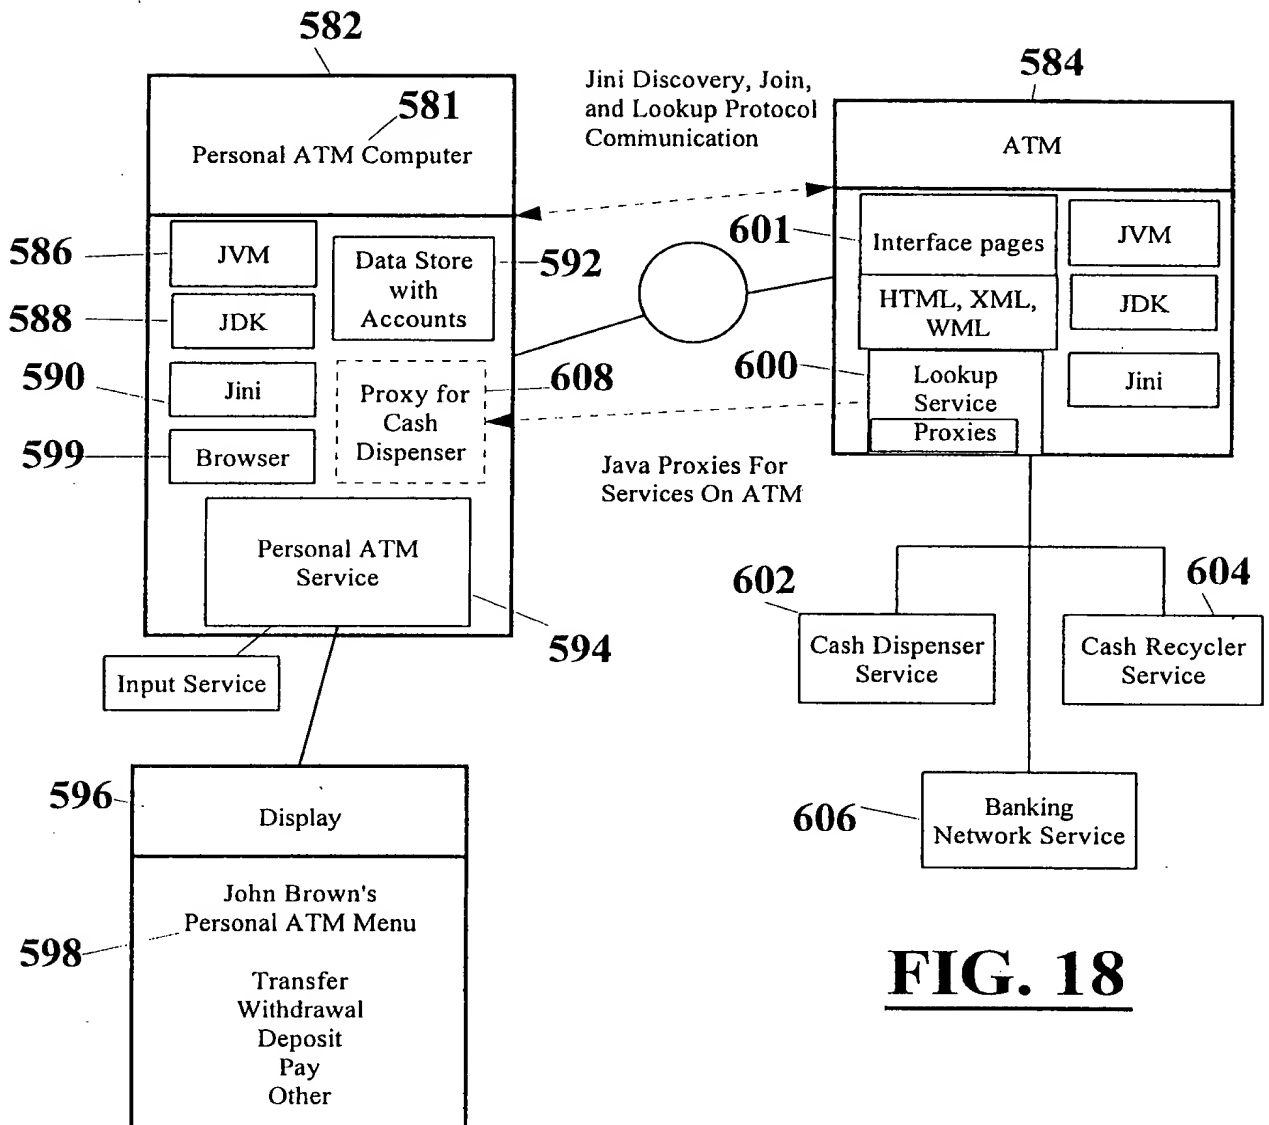 582
584
Jini Discovery, Join,
and Lookup Protocol
Communication
581
Personal ATM Computer
ATM
586
JVM
Data Store
with
Accounts
592
588
JDK
590
Jini
Proxy for
Cash
Dispenser
608
599
Browser
Personal ATM
Service
594
Input Service
601
Interface pages
JVM
HTML, XML,
WML
JDK
600
Lookup
Service
Proxies
Jini
Java Proxies For
Services On ATM
602
604
Cash Dispenser
Service
Cash Recycler
Service
606
Banking
Network Service
596
Display
John Brown's
Personal ATM Menu
598
Transfer
Withdrawal
Deposit
Pay
Other
FIG. 18